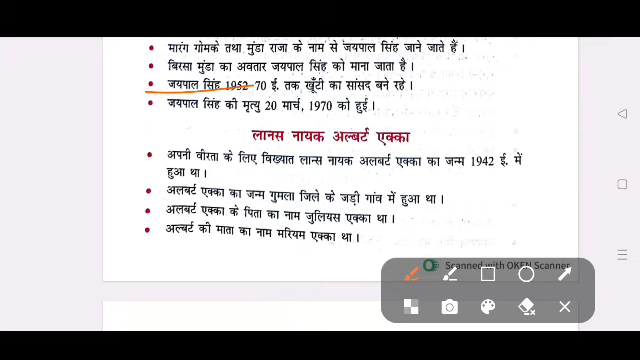 मारंग गोमके तथा मुंडा राजा के नाम से जयपाल सिंह जाने जाते हैं।
बिरसा मुंडा का अवतार जयपाल सिंह को माना जाता है।
जयपाल सिंह 1952-70 ई. तक खूँटी का सांसद बने रहे।
जयपाल सिंह की मृत्यु 20 मार्च, 1970 को हुई।
लानस नायक अल्बर्ट एक्का
अपनी वीरता के लिए विख्यात लान्स नायक अलबर्ट एक्का का जन्म 1942 ई. में
हुआ था।
अलबर्ट एक्का का जन्म गुमला जिले के जड़ी गांव में हुआ था।
अलबर्ट एक्का के पिता का नाम जुलियस एक्का था।
अल्बर्ट की माता का नाम मरियम एक्का था।
Scanned with OKEN Scanner